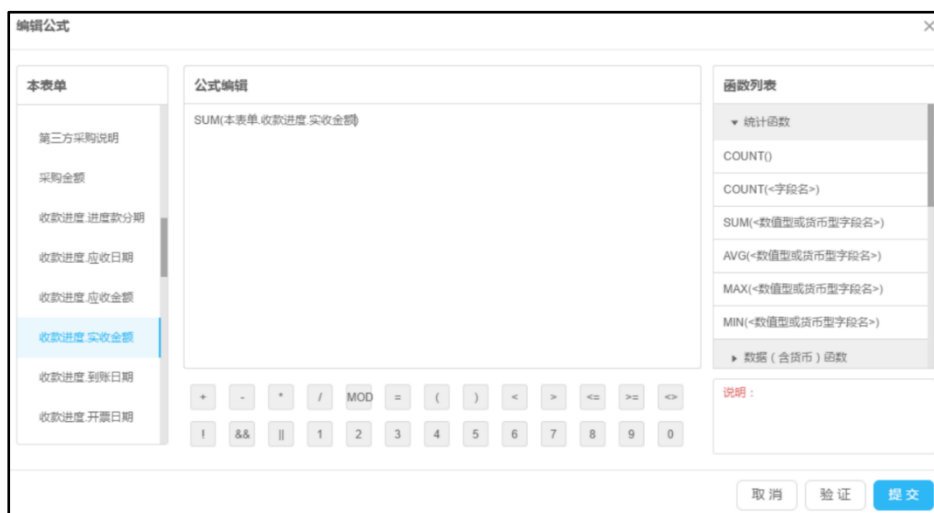 编辑公式
×
本表单
第三方采购说明
采购金额
收款进度.进度款分期
收款进度.应收日期
收款进度.应收金额
收款进度.实收金额
收款进度.到账日期
收款进度.开票日期
公式编辑
SUM(本表单.收款进度.实收金额)
+ - * / MOD = ( ) < > <= >= <>
! && || 1 2 3 4 5 6 7 8 9 0
函数列表
▼ 统计函数
COUNT()
COUNT(<字段名>)
SUM(<数值型或货币型字段名>)
AVG(<数值型或货币型字段名>)
MAX(<数值型或货币型字段名>)
MIN(<数值型或货币型字段名>)
▶ 数据（含货币）函数
说明：
取消 验证 提交